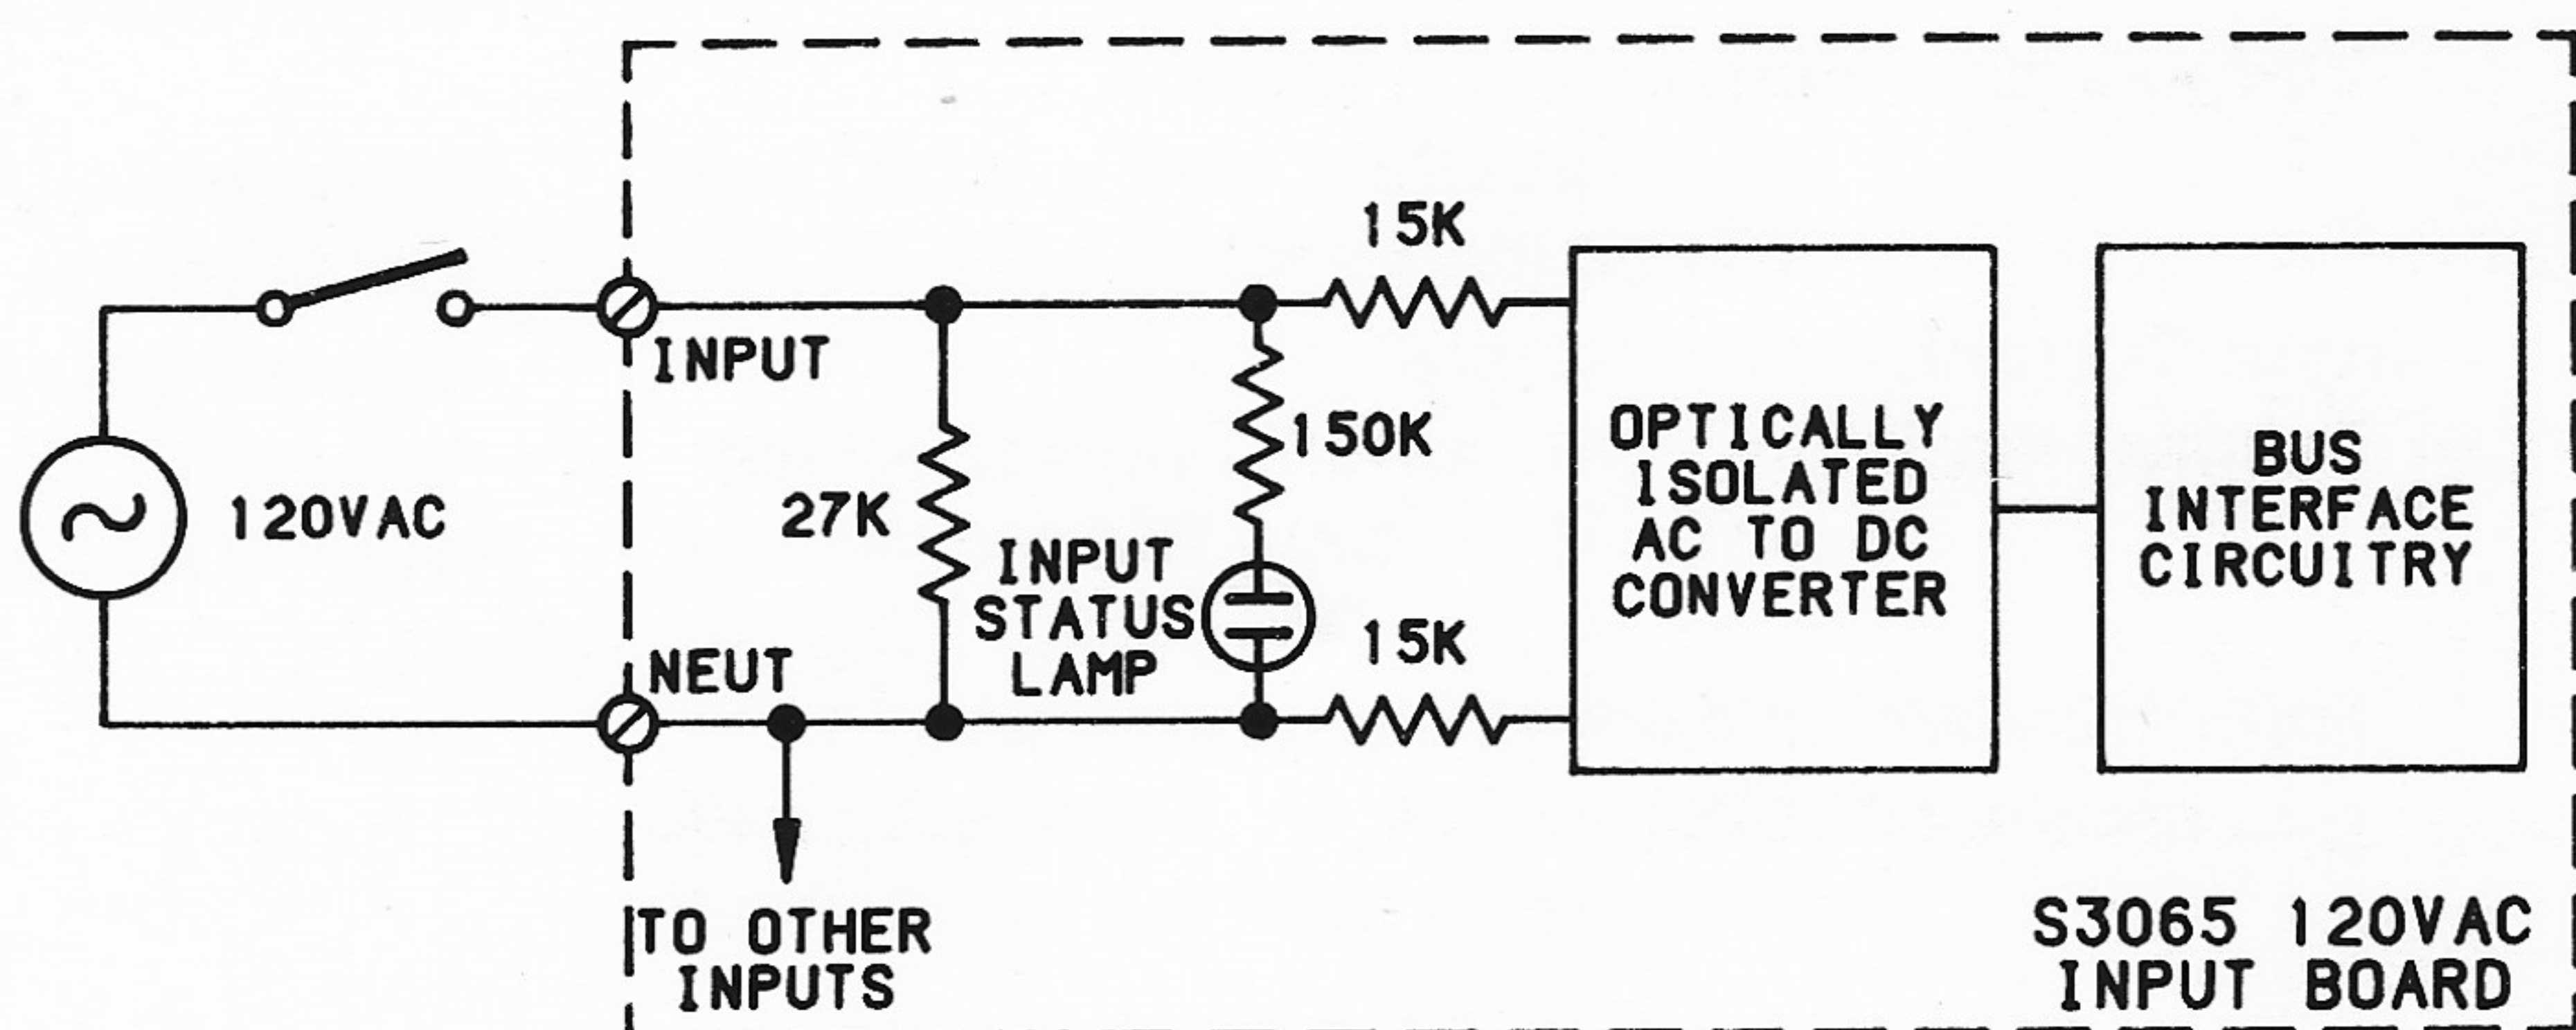 15K
INPUT
120VAC
27K
150K
INPUT
STATUS
LAMP
NEUT
15K
OPTICALLY
ISOLATED
AC TO DC
CONVERTER
BUS
INTERFACE
CIRCUITRY
TO OTHER
INPUTS
S3065 120VAC
INPUT BOARD